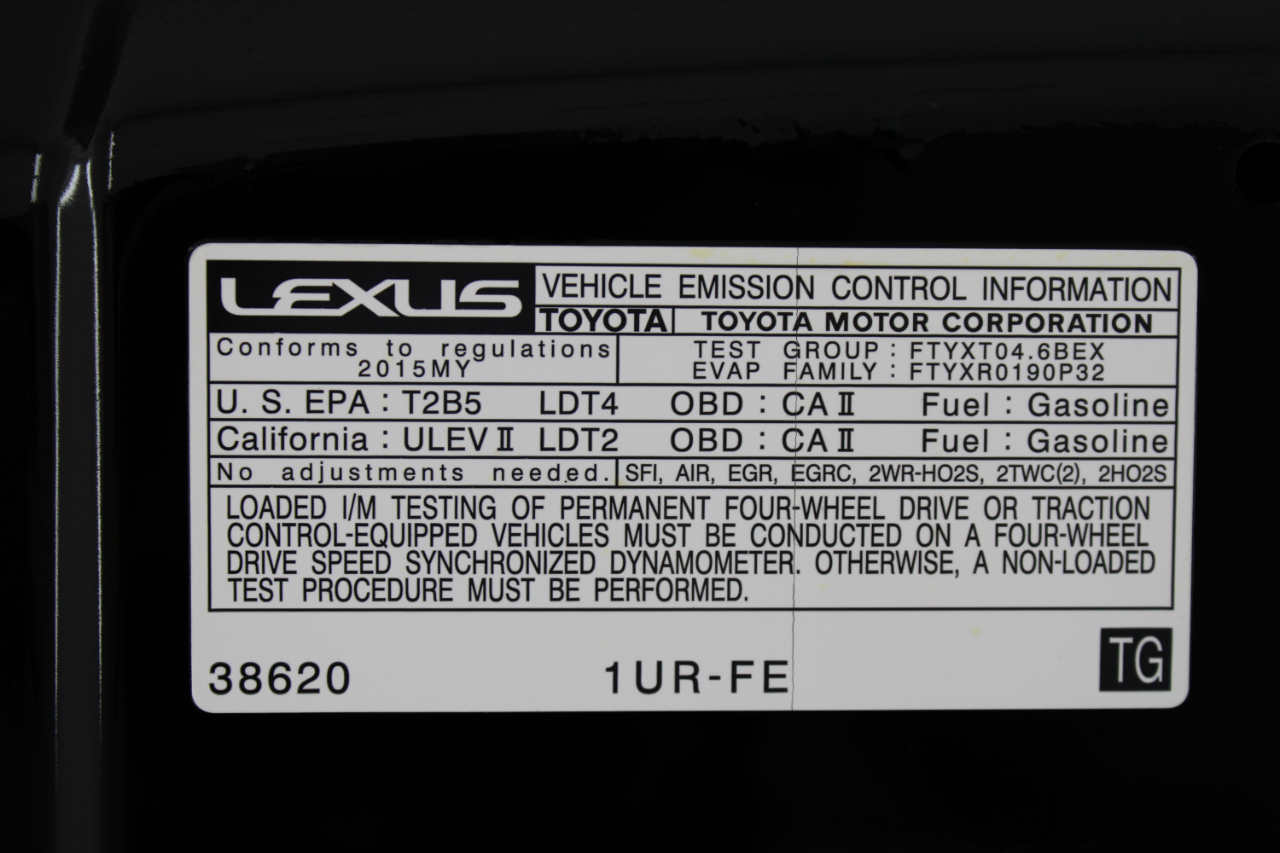 LEXUS
VEHICLE EMISSION CONTROL INFORMATION
TOYOTA TOYOTA MOTOR CORPORATION
Conforms to regulations
2015MY
TEST GROUP : FTYXT04.6BEX
EVAP FAMILY : FTYXR0190P32
U. S. EPA : T2B5 LDT4 OBD : CA II Fuel : Gasoline
California : ULEV II LDT2 OBD : CA II Fuel : Gasoline
No adjustments needed. SFI, AIR, EGR, EGRC, 2WR-HO2S, 2TWC(2), 2HO2S
LOADED I/M TESTING OF PERMANENT FOUR-WHEEL DRIVE OR TRACTION
CONTROL-EQUIPPED VEHICLES MUST BE CONDUCTED ON A FOUR-WHEEL
DRIVE SPEED SYNCHRONIZED DYNAMOMETER. OTHERWISE, A NON-LOADED
TEST PROCEDURE MUST BE PERFORMED.
38620 1UR-FE TG